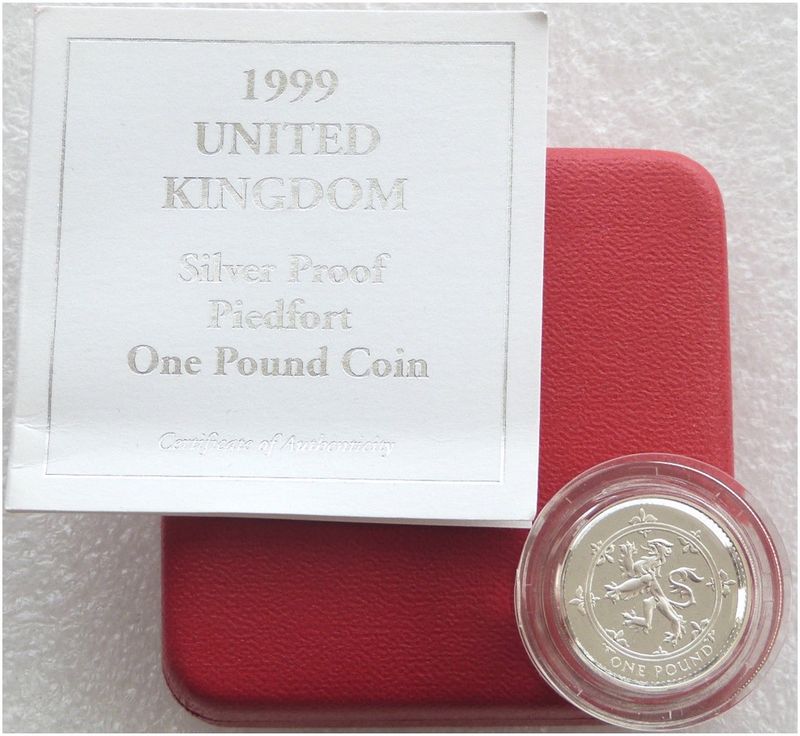 1999
UNITED
KINGDOM
Silver Proof
Piedfort
One Pound Coin
Certificate of Authenticity
ONE POUND